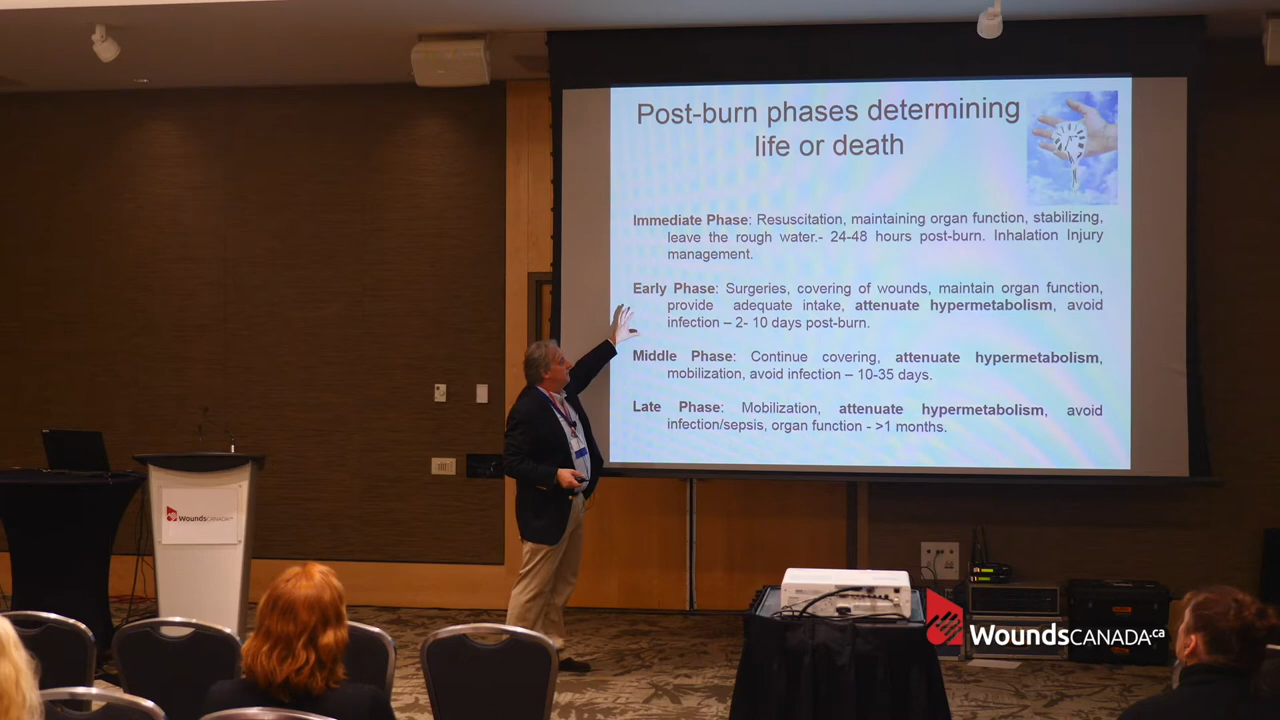 Post-burn phases determining
life or death
Immediate Phase: Resuscitation, maintaining organ function, stabilizing,
leave the rough water.- 24-48 hours post-burn. Inhalation Injury
management.
Early Phase: Surgeries, covering of wounds, maintain organ function,
provide adequate intake, attenuate hypermetabolism, avoid
infection – 2- 10 days post-burn.
Middle Phase: Continue covering, attenuate hypermetabolism,
mobilization, avoid infection – 10-35 days.
Late Phase: Mobilization, attenuate hypermetabolism, avoid
infection/sepsis, organ function - >1 months.
WoundsCANADA.ca
WoundsCANADA.ca